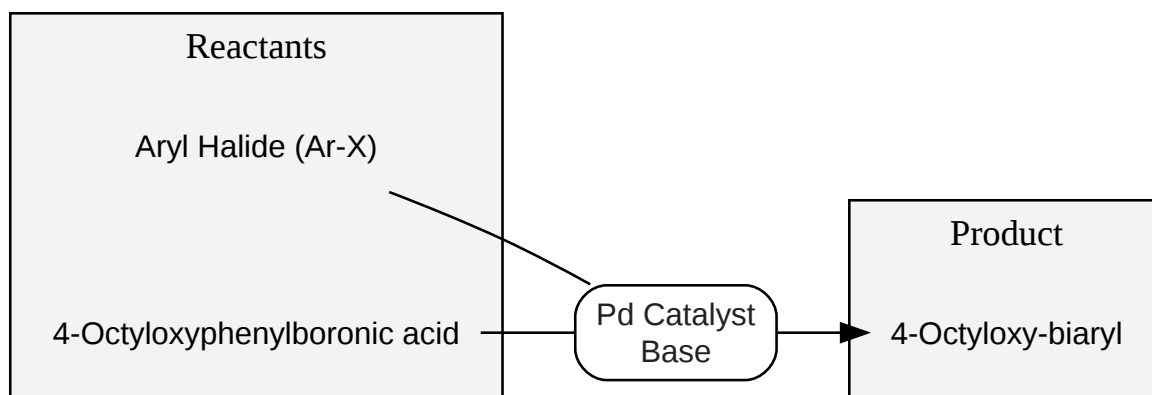 Reactants
Aryl Halide (Ar-X)
4-Octyloxyphenylboronic acid
Pd Catalyst
Base
Product
4-Octyloxy-biaryl